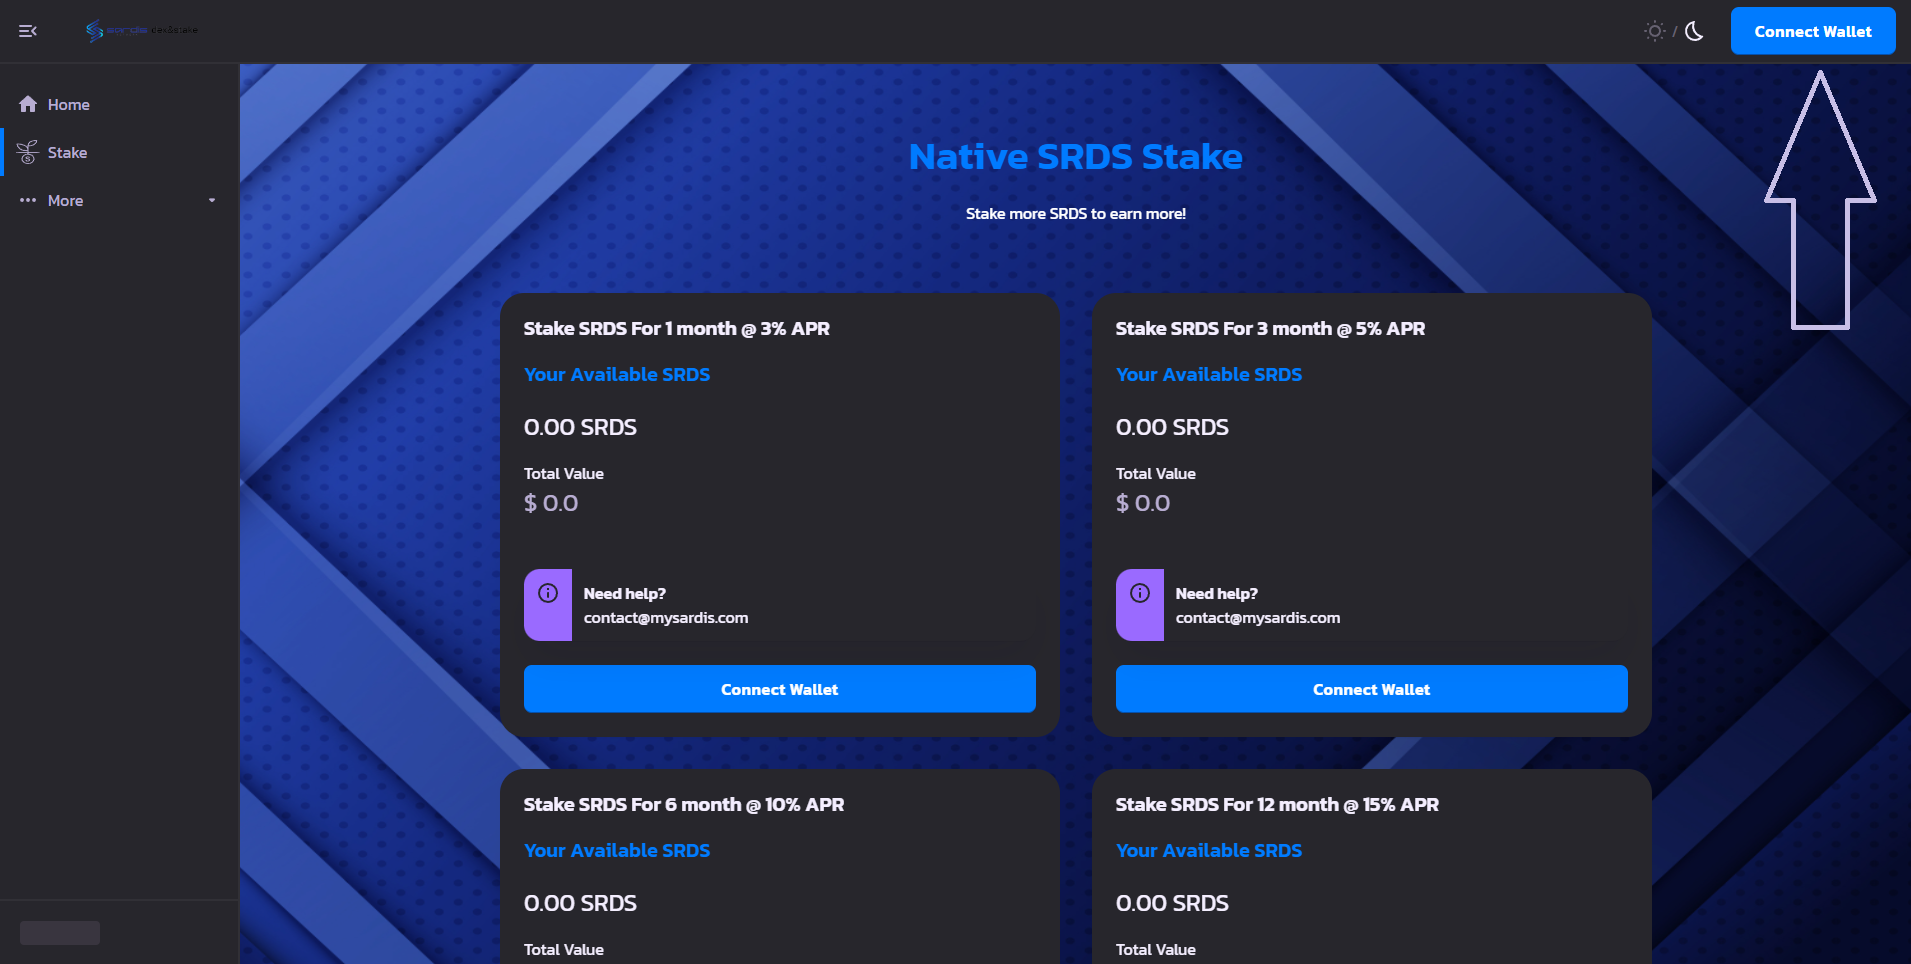 sardis dex&stake
/
Connect Wallet
Home
Stake
More
Native SRDS Stake
Stake more SRDS to earn more!
Stake SRDS For 1 month @ 3% APR
Your Available SRDS
0.00 SRDS
Total Value
$ 0.0
Need help?
contact@mysardis.com
Connect Wallet
Stake SRDS For 3 month @ 5% APR
Your Available SRDS
0.00 SRDS
Total Value
$ 0.0
Need help?
contact@mysardis.com
Connect Wallet
Stake SRDS For 6 month @ 10% APR
Your Available SRDS
0.00 SRDS
Total Value
Stake SRDS For 12 month @ 15% APR
Your Available SRDS
0.00 SRDS
Total Value